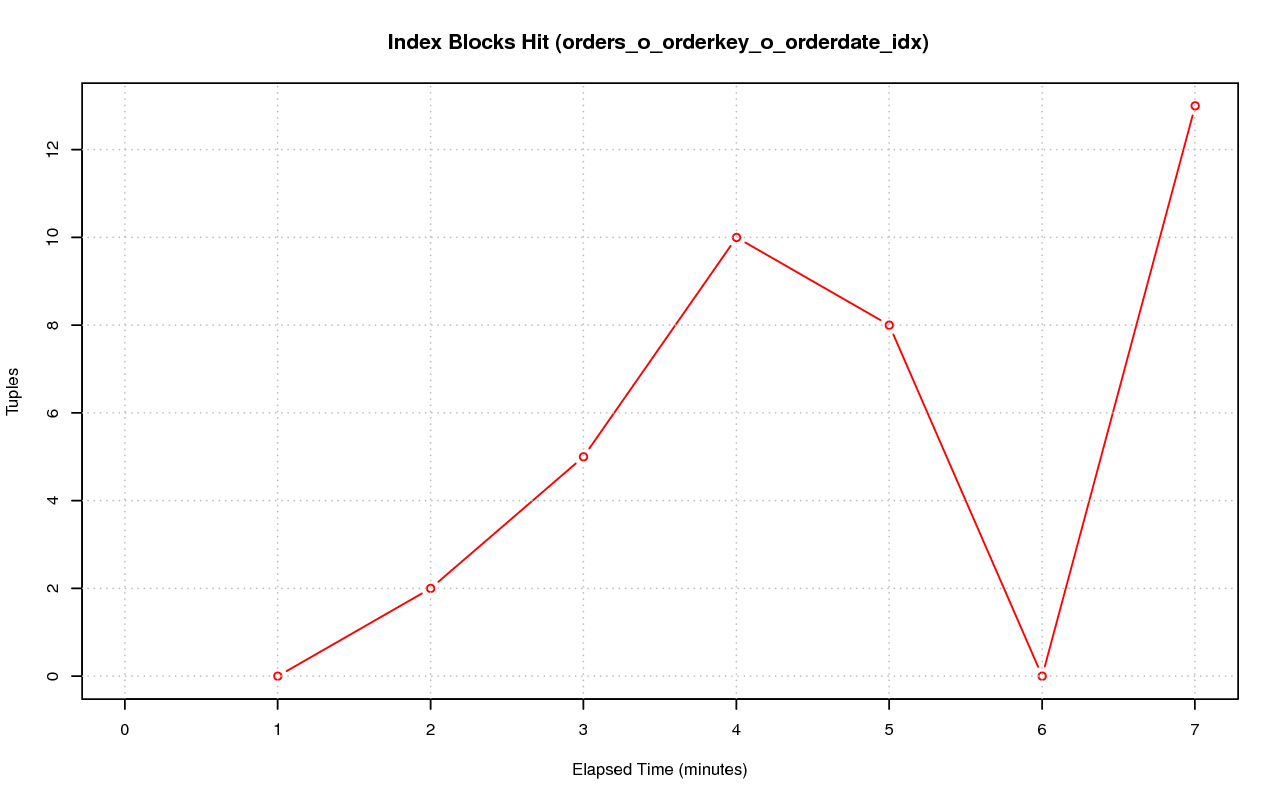 Index Blocks Hit (orders_o_orderkey_o_orderdate_idx)
Tuples
12
10
8
6
4
2
0
0 1 2 3 4 5 6 7
Elapsed Time (minutes)